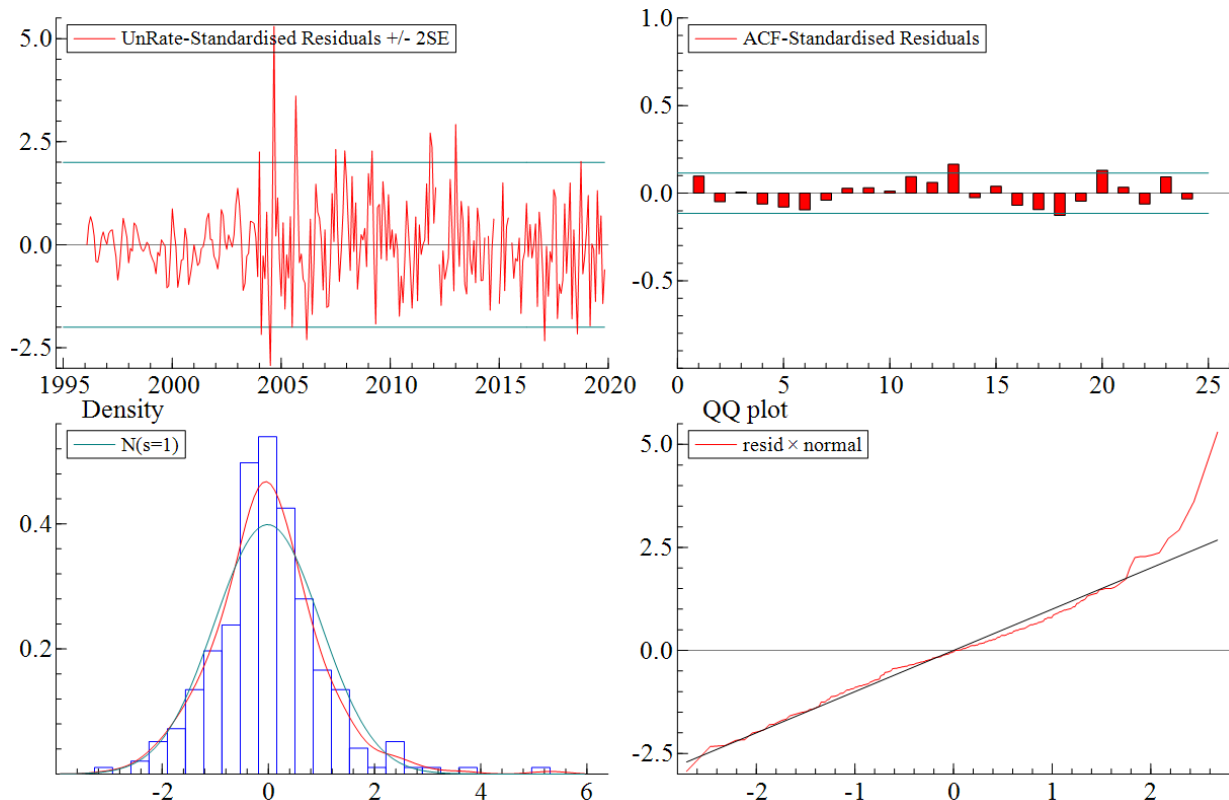 UnRate-Standardised Residuals +/- 2SE
5.0
2.5
0.0
-2.5
1995 2000 2005 2010 2015 2020
ACF-Standardised Residuals
1.0
0.5
0.0
-0.5
0 5 10 15 20 25
Density
N(s=1)
0.4
0.2
-2 0 2 4 6
QQ plot
resid × normal
5.0
2.5
0.0
-2.5
-2 -1 0 1 2